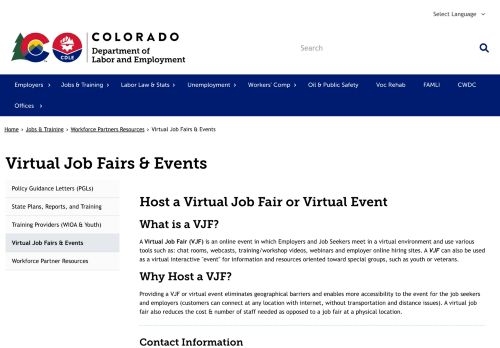 Select Language
COLORADO
Department of
Labor and Employment
CDLE
Search
Employers
Jobs & Training
Labor Law & Stats
Unemployment
Workers' Comp
Oil & Public Safety
Voc Rehab
FAMLI
CWDC
Offices
Home › Jobs & Training › Workforce Partners Resources › Virtual Job Fairs & Events
Virtual Job Fairs & Events
Policy Guidance Letters (PGLs)
State Plans, Reports, and Training
Training Providers (WIOA & Youth)
Virtual Job Fairs & Events
Workforce Partner Resources
Host a Virtual Job Fair or Virtual Event
What is a VJF?
A Virtual Job Fair (VJF) is an online event in which Employers and Job Seekers meet in a virtual environment and use various
tools such as: chat rooms, webcasts, training/workshop videos, webinars and employer online hiring sites. A VJF can also be used
as a virtual interactive "event" for information and resources oriented toward special groups, such as youth or veterans.
Why Host a VJF?
Providing a VJF or virtual event eliminates geographical barriers and enables more accessibility to the event for the job seekers
and employers (customers can connect at any location with internet, without transportation and distance issues). A virtual job
fair also reduces the cost & number of staff needed as opposed to a job fair at a physical location.
Contact Information